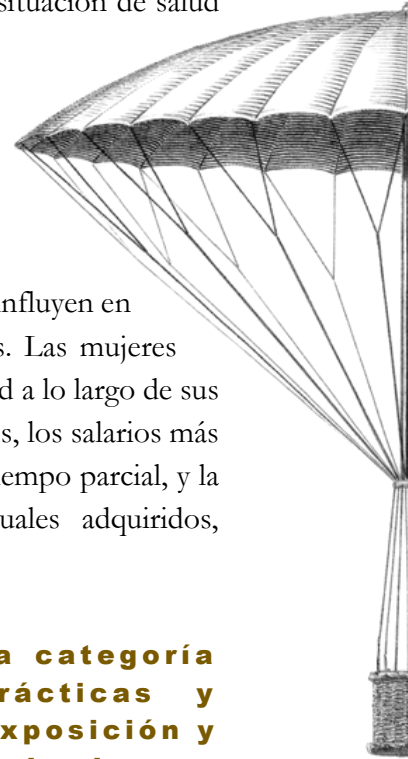 situación de salud
influyen en
s. Las mujeres
d a lo largo de sus
s, los salarios más
iempo parcial, y la
uales adquiridos,
a categoría
rácticas y
xposición y